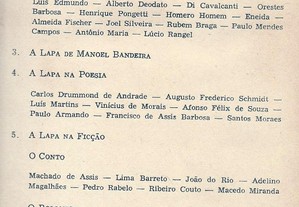 Luís Edmundo — Alberto Deodato — Di Cavalcanti — Orestes
Barbosa — Henrique Pongetti — Homero Homem — Eneida —
Almeida Fischer — Joel Silveira — Rubem Braga — Paulo Mendes
Campos — Antônio Maria — Lúcio Rangel
3. A LAPA DE MANOEL BANDEIRA
4. A LAPA NA POESIA
Carlos Drummond de Andrade — Augusto Frederico Schmidt —
Luís Martins — Vinícius de Morais — Afonso Félix de Souza —
Paulo Armando — Francisco de Assis Barbosa — Santos Moraes
5. A LAPA NA FICÇÃO
O CONTO
Machado de Assis — Lima Barreto — João do Rio — Adelino
Magalhães — Pedro Rabelo — Ribeiro Couto — Macedo Miranda